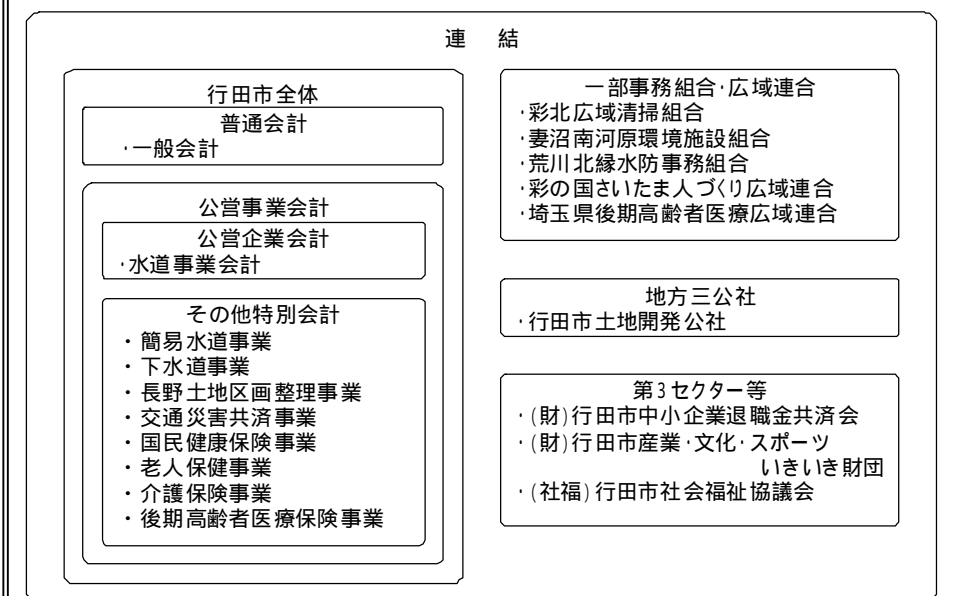 連 結
行田市全体
普通会計
・一般会計
公営事業会計
公営企業会計
・水道事業会計
その他特別会計
・簡易水道事業
・下水道事業
・長野土地区画整理事業
・交通災害共済事業
・国民健康保険事業
・老人保健事業
・介護保険事業
・後期高齢者医療保険事業
一部事務組合・広域連合
・彩北広域清掃組合
・妻沼南河原環境施設組合
・荒川北縁水防事務組合
・彩の国さいたま人づくり広域連合
・埼玉県後期高齢者医療広域連合
地方三公社
・行田市土地開発公社
第3セクター等
・(財)行田市中小企業退職金共済会
・(財)行田市産業・文化・スポーツ
いきいき財団
・(社福)行田市社会福祉協議会